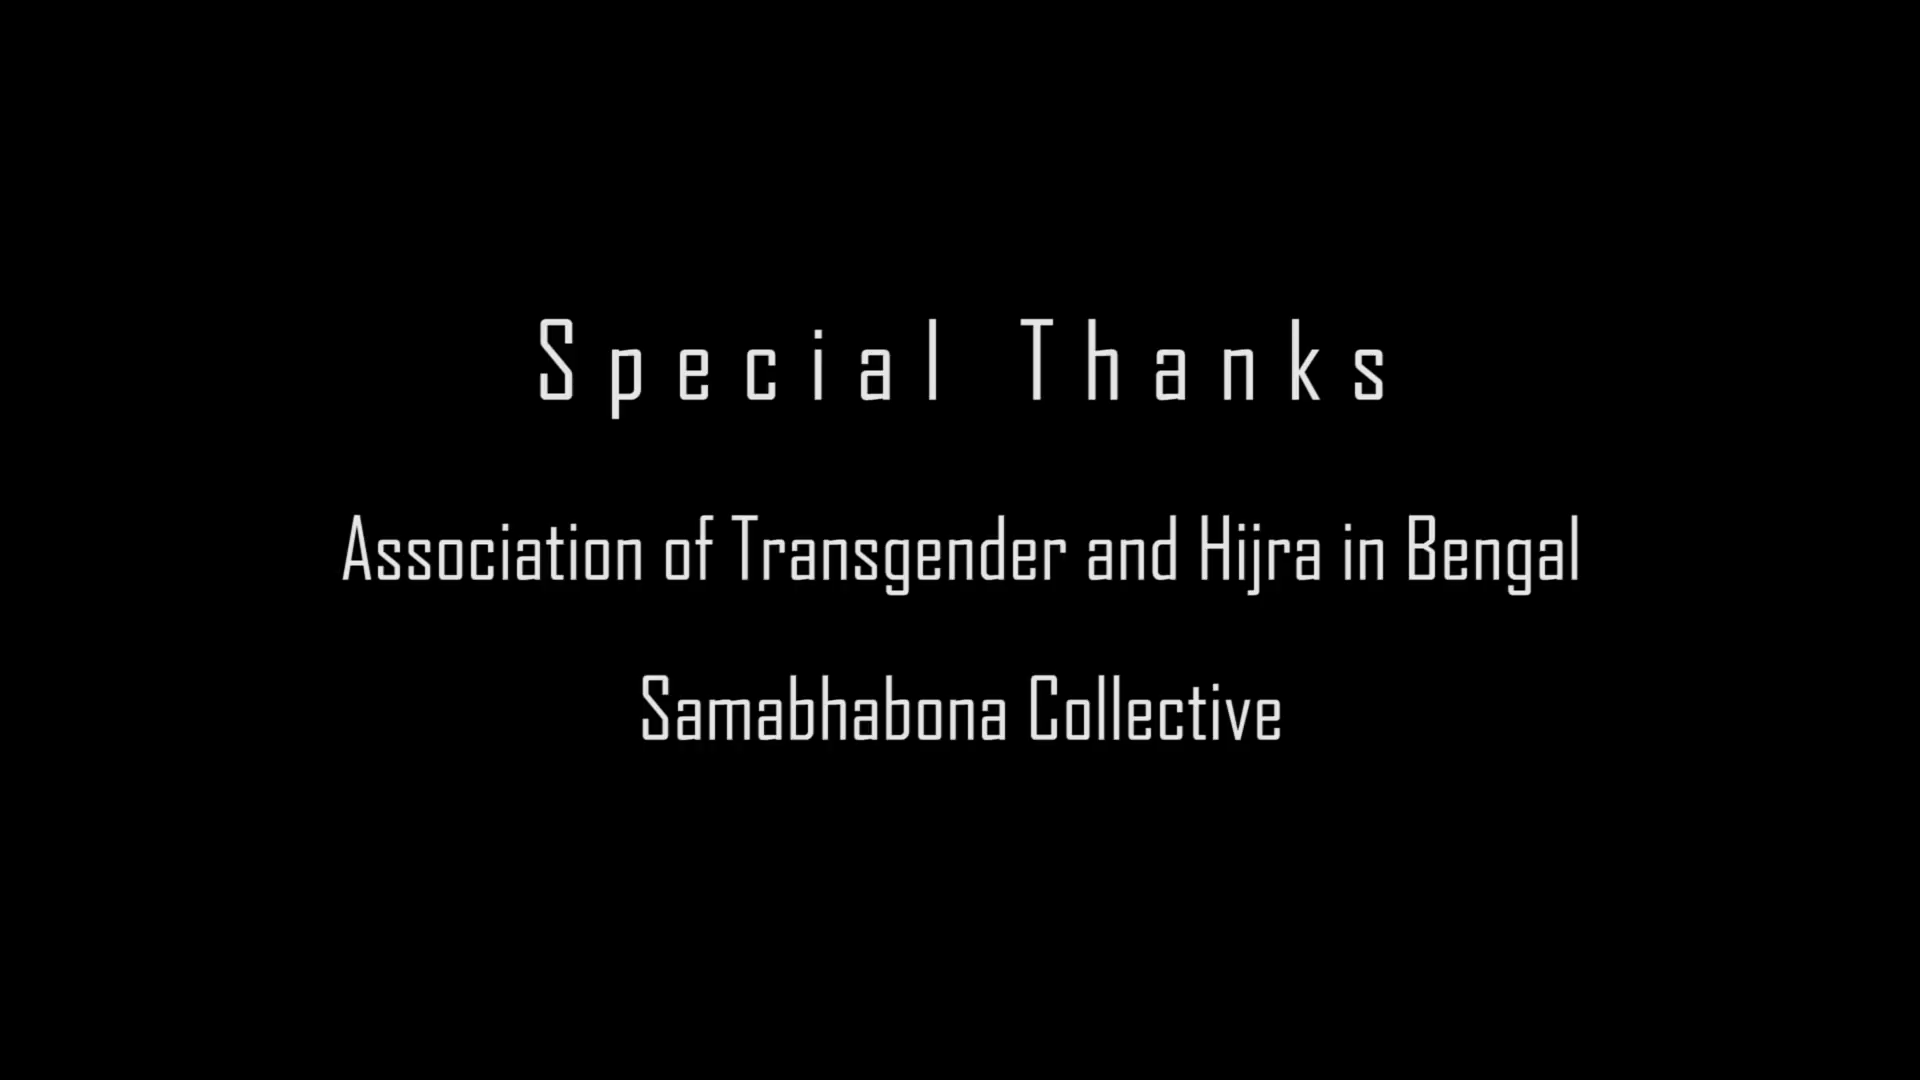 Special Thanks
Association of Transgender and Hijra in Bengal
Samabhabona Collective